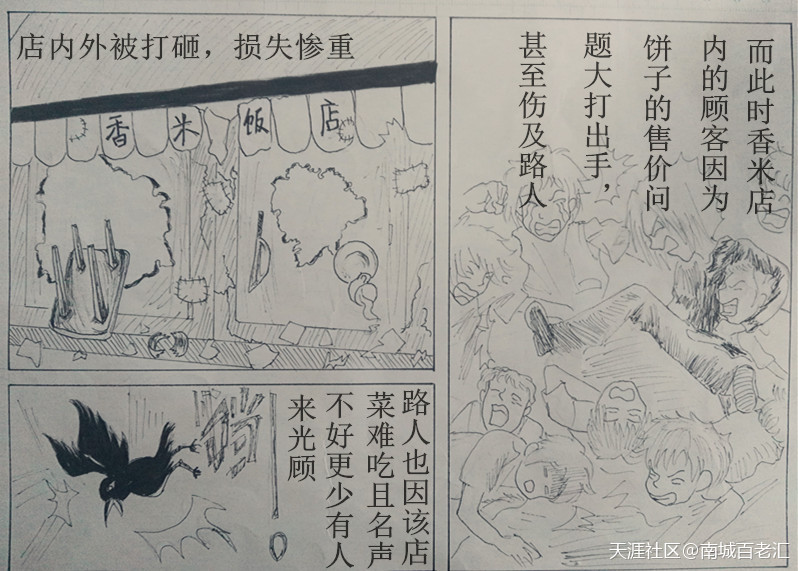 而此时香米店
内的顾客因为
饼子的售价问
题大打出手，
甚至伤及路人
店内外被打砸，损失惨重
香米饭店
路人也因该店
菜难吃且名声
不好更少有人
来光顾
天涯社区@南城百老汇